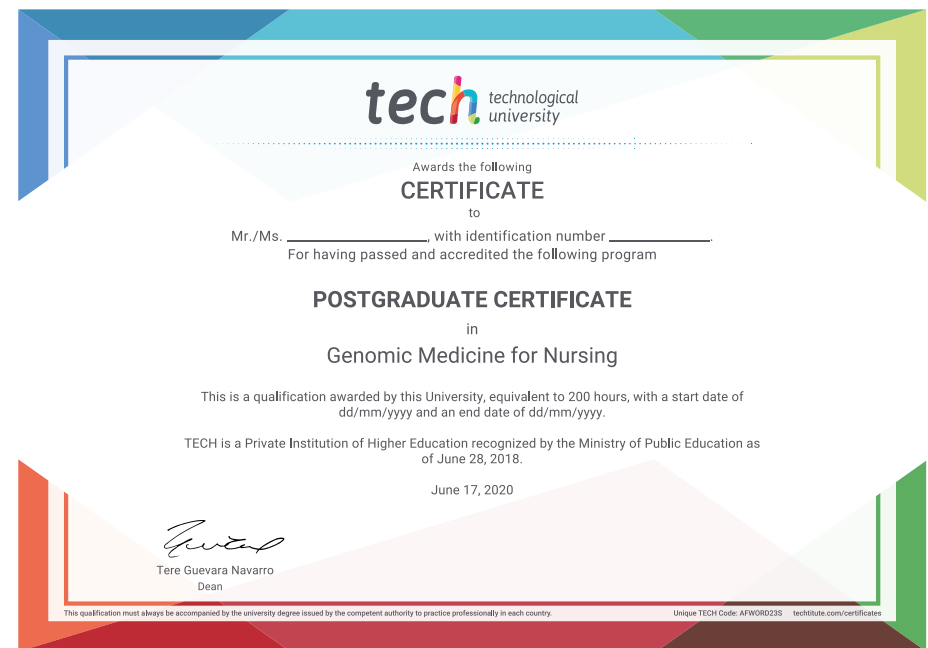 tech technological
university
Awards the following
CERTIFICATE
to
Mr./Ms. ____________________, with identification number ______________.
For having passed and accredited the following program
POSTGRADUATE CERTIFICATE
in
Genomic Medicine for Nursing
This is a qualification awarded by this University, equivalent to 200 hours, with a start date of
dd/mm/yyyy and an end date of dd/mm/yyyy.
TECH is a Private Institution of Higher Education recognized by the Ministry of Public Education as
of June 28, 2018.
June 17, 2020
Tere Guevara Navarro
Dean
This qualification must always be accompanied by the university degree issued by the competent authority to practice professionally in each country. Unique TECH Code: AFWORD23S techtitute.com/certificates